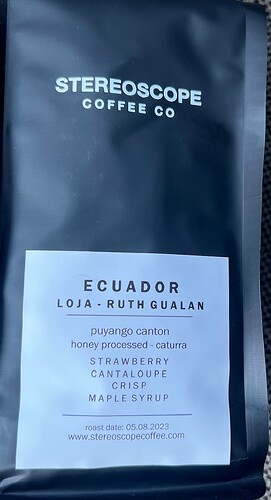 STEREOSCOPE
COFFEE CO
ECUADOR
LOJA - RUTH GUALAN
puyango canton
honey processed - caturra
STRAWBERRY
CANTALOUPE
CRISP
MAPLE SYRUP
roast date: 05.08.2023
www.stereoscopecoffee.com